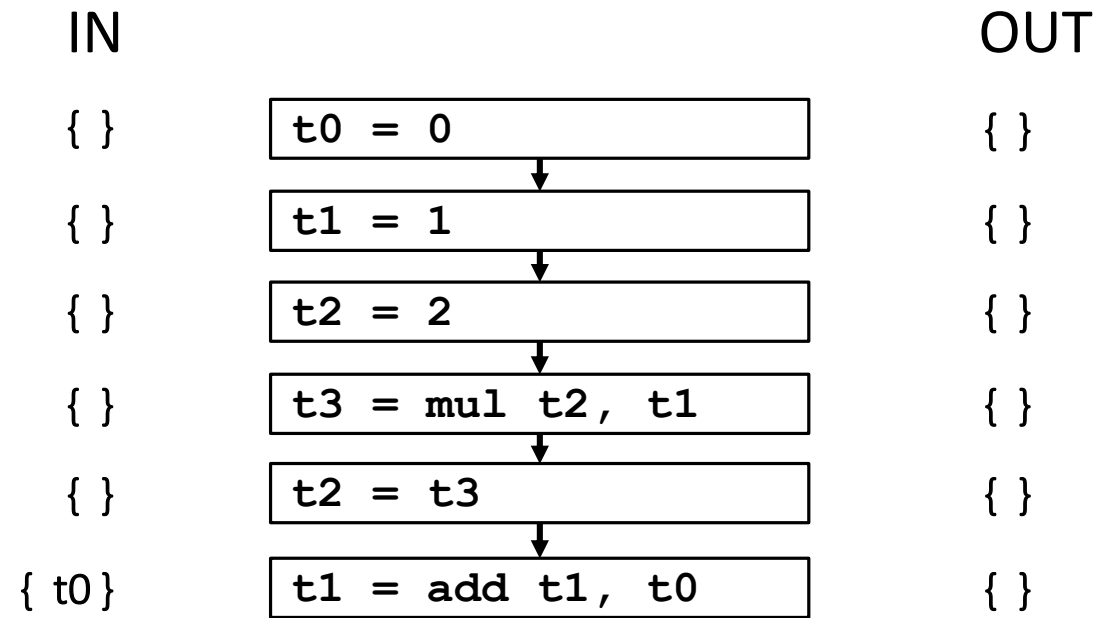 IN OUT
{ } t0 = 0 { }
{ } t1 = 1 { }
{ } t2 = 2 { }
{ } t3 = mul t2, t1 { }
{ } t2 = t3 { }
{ t0 } t1 = add t1, t0 { }